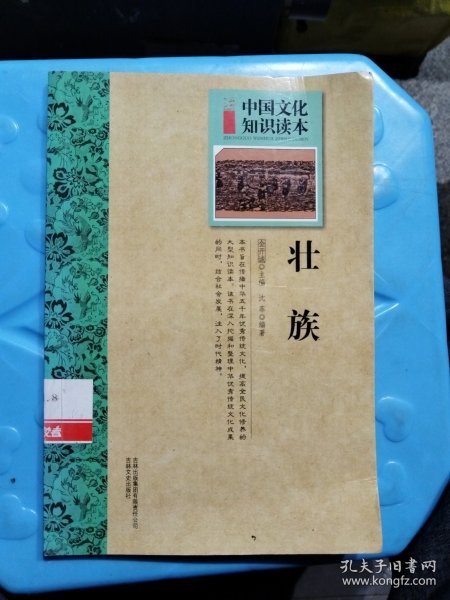 中国文化
知识读本
ZHONGGUO WENHUA ZHISHI DUBEN
壮族
金开诚◎主编 沈 编著
本书旨在传播中华五千年优秀传统文化，提高全民文化修养的
大型知识读本。该书在深入挖掘和整理中华优秀传统文化成果
的同时，结合社会发展，注入了时代精神。
吉林出版集团有限责任公司
吉林文史出版社
孔夫子旧书网
www.kongfz.com